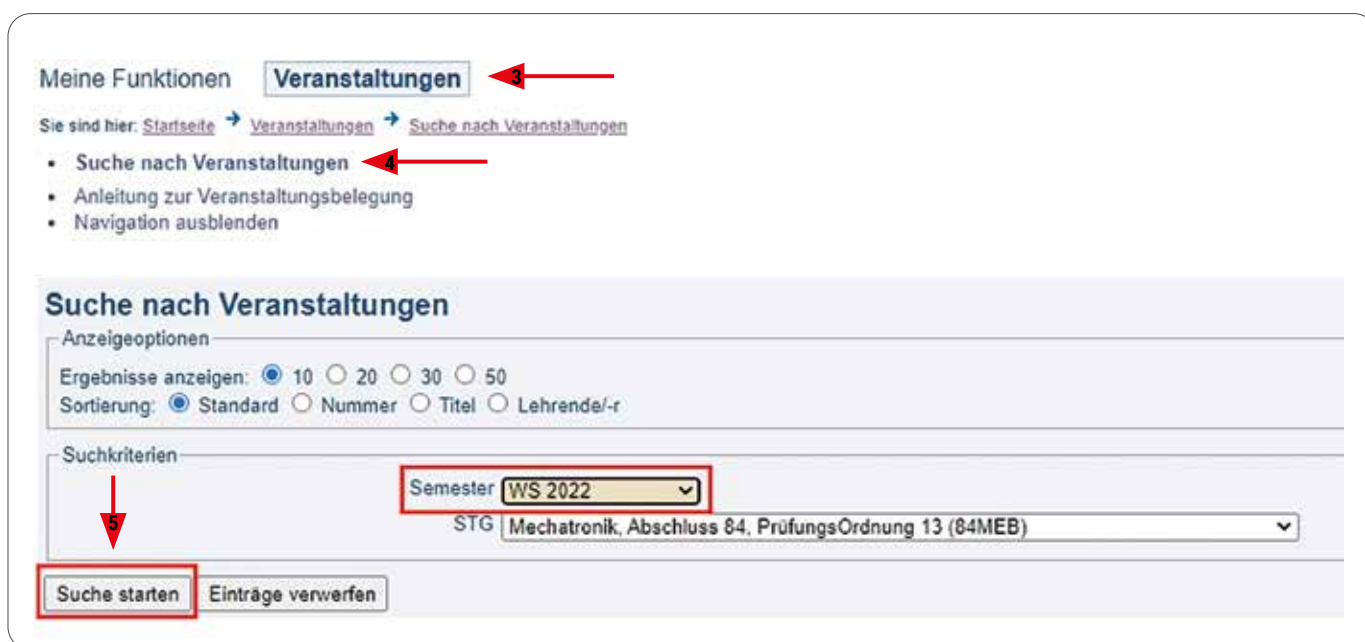 Meine Funktionen Veranstaltungen 3
Sie sind hier: Startseite Veranstaltungen Suche nach Veranstaltungen
• Suche nach Veranstaltungen 4
• Anleitung zur Veranstaltungsbelegung
• Navigation ausblenden
Suche nach Veranstaltungen
Anzeigeoptionen
Ergebnisse anzeigen: 10 20 30 50
Sortierung: Standard Nummer Titel Lehrende/-r
Suchkriterien
Semester WS 2022
5
STG Mechatronik, Abschluss 84, PrüfungsOrdnung 13 (84MEB)
Suche starten Einträge verwerfen